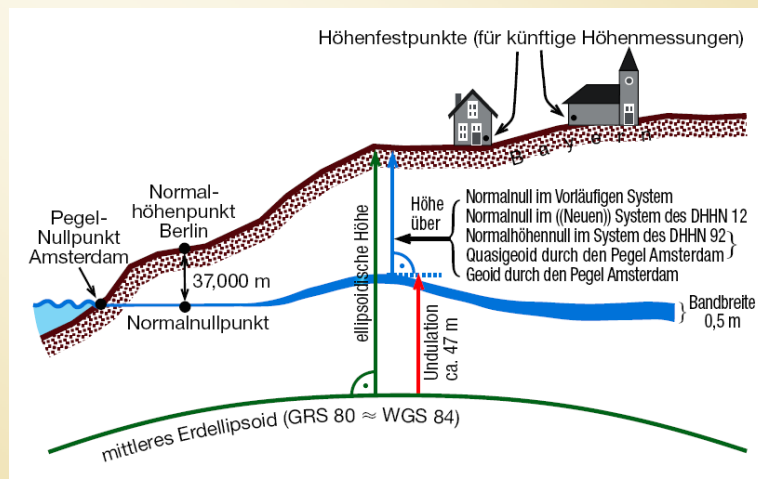 Höhenfestpunkte (für künftige Höhenmessungen)
Bayern
Normal-
höhenpunkt
Berlin
Pegel-
Nullpunkt
Amsterdam
37,000 m
Normalnullpunkt
ellipsoidische Höhe
Höhe
über
Normalnull im Vorläufigen System
Normalnull im ((Neuen)) System des DHHN 12
Normalhöhennull im System des DHHN 92
Quasigeoid durch den Pegel Amsterdam
Geoid durch den Pegel Amsterdam
Bandbreite
0,5 m
Undulation
ca. 47 m
mittleres Erdellipsoid (GRS 80 ≈ WGS 84)